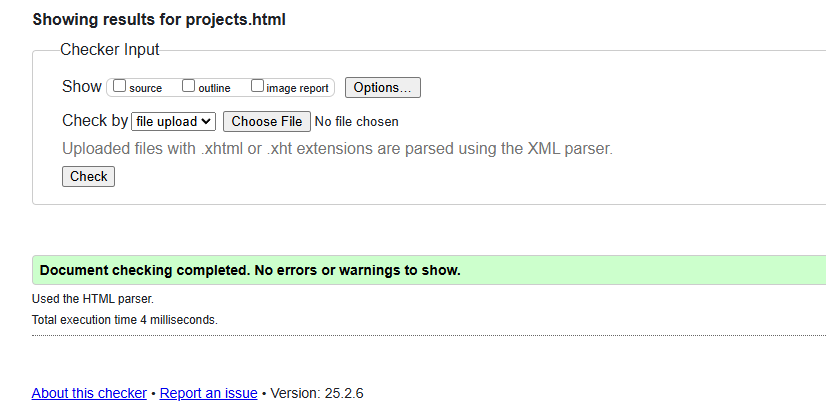 Showing results for projects.html
Checker Input
Show source outline image report Options...
Check by file upload Choose File No file chosen
Uploaded files with .xhtml or .xht extensions are parsed using the XML parser.
Check
Document checking completed. No errors or warnings to show.
Used the HTML parser.
Total execution time 4 milliseconds.
About this checker • Report an issue • Version: 25.2.6